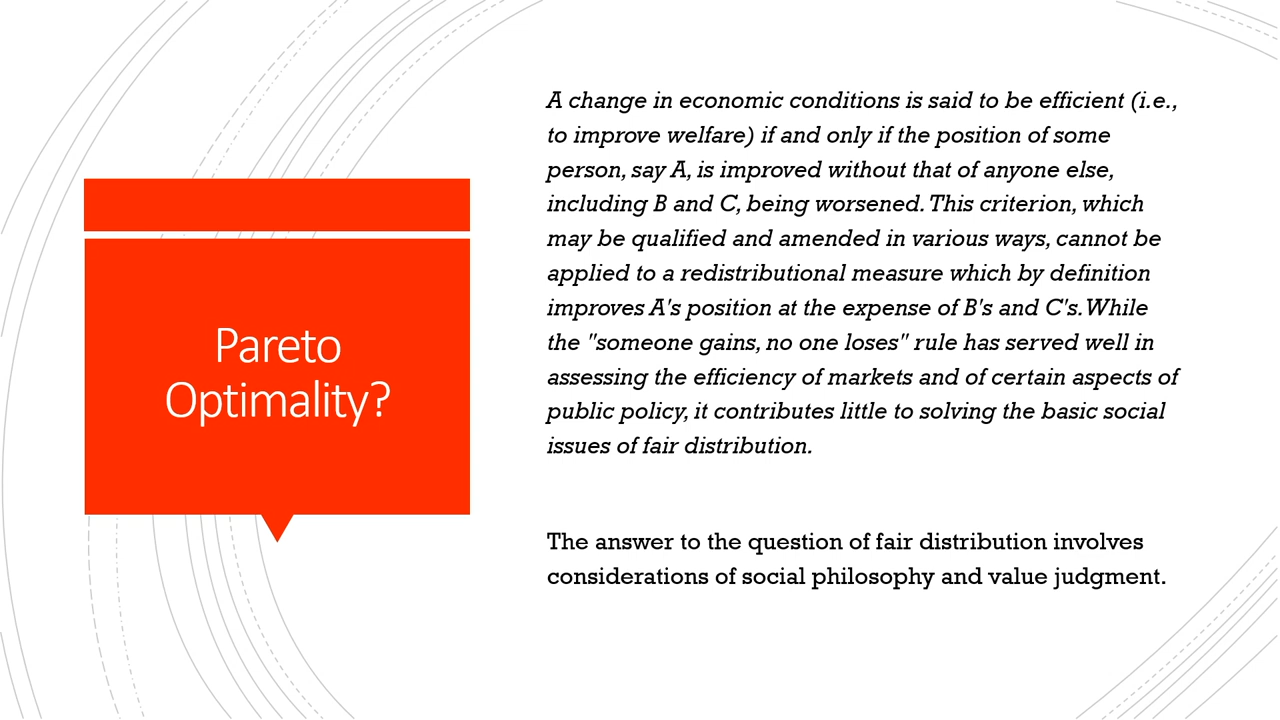 Pareto
Optimality?
A change in economic conditions is said to be efficient (i.e.,
to improve welfare) if and only if the position of some
person, say A, is improved without that of anyone else,
including B and C, being worsened. This criterion, which
may be qualified and amended in various ways, cannot be
applied to a redistributional measure which by definition
improves A's position at the expense of B's and C's. While
the "someone gains, no one loses" rule has served well in
assessing the efficiency of markets and of certain aspects of
public policy, it contributes little to solving the basic social
issues of fair distribution.
The answer to the question of fair distribution involves
considerations of social philosophy and value judgment.